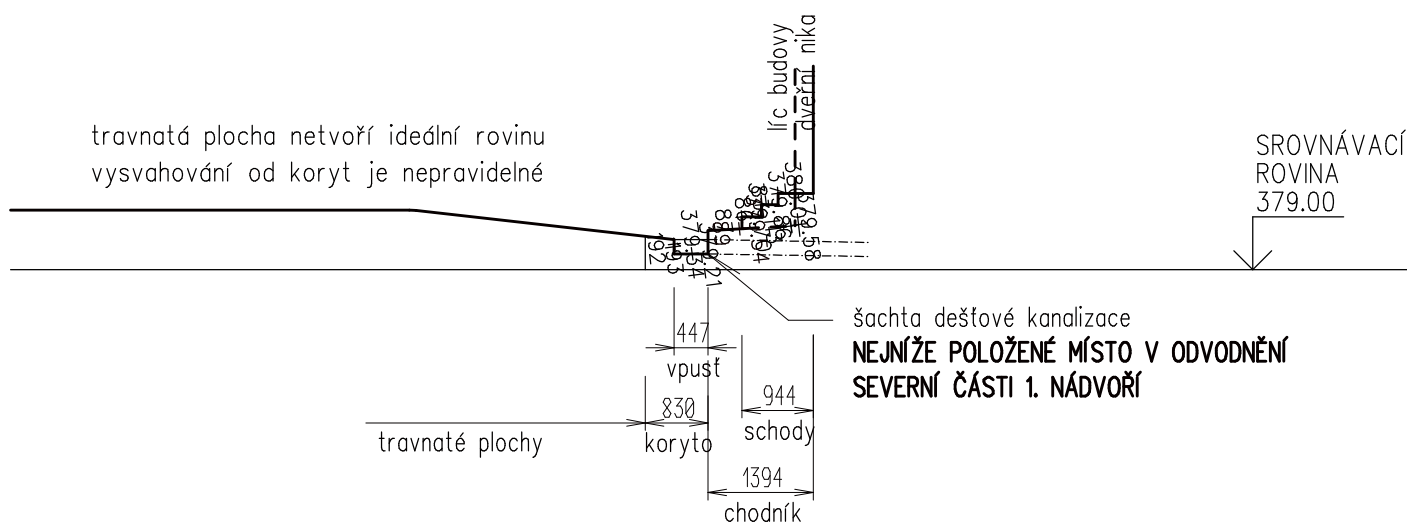 líc budovy
dveřní nika
travnatá plocha netvoří ideální rovinu
vysvahování od koryt je nepravidelné
SROVNÁVACÍ
ROVINA
379.00
379.58
šachta dešťové kanalizace
NEJNÍŽE POLOŽENÉ MÍSTO V ODVODNĚNÍ
SEVERNÍ ČÁSTI 1. NÁDVOŘÍ
447
vpusť
944
schody
830
koryto
travnaté plochy
1394
chodník